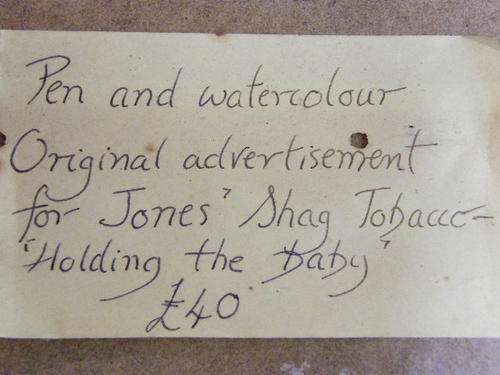 Pen and watercolour
Original advertisement
for Jones' Shag Tobacc-
'Holding the Baby'
£40